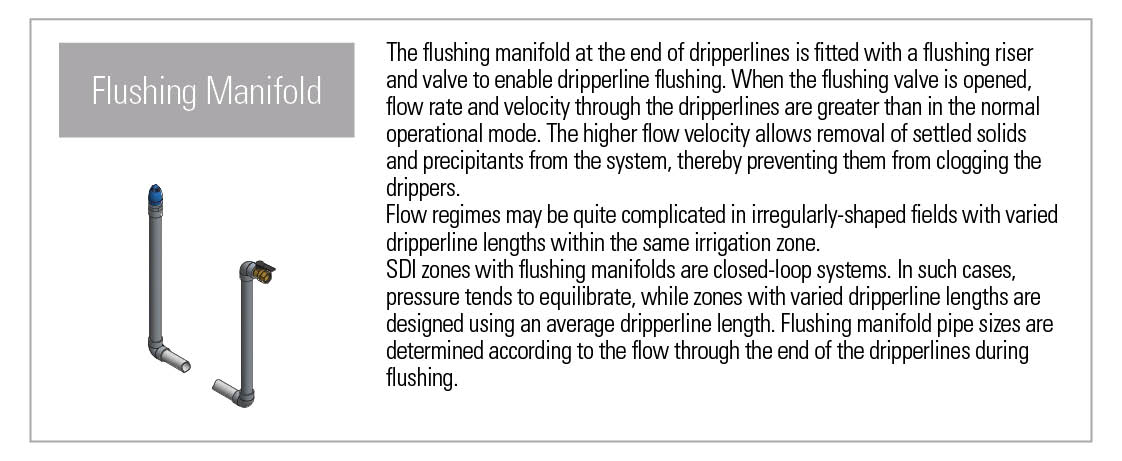 Flushing Manifold
The flushing manifold at the end of dripperlines is fitted with a flushing riser
and valve to enable dripperline flushing. When the flushing valve is opened,
flow rate and velocity through the dripperlines are greater than in the normal
operational mode. The higher flow velocity allows removal of settled solids
and precipitants from the system, thereby preventing them from clogging the
drippers.
Flow regimes may be quite complicated in irregularly-shaped fields with varied
dripperline lengths within the same irrigation zone.
SDI zones with flushing manifolds are closed-loop systems. In such cases,
pressure tends to equilibrate, while zones with varied dripperline lengths are
designed using an average dripperline length. Flushing manifold pipe sizes are
determined according to the flow through the end of the dripperlines during
flushing.